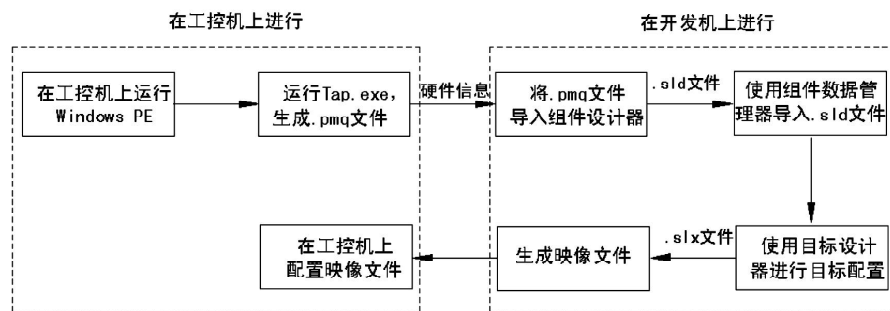 在工控机上进行
在开发机上进行
在工控机上运行
Windows PE
运行Tap.exe,
生成.pmq文件
硬件信息
将.pmq文件
导入组件设计器
.sld文件
使用组件数据管
理器导入.sld文件
使用目标设计
器进行目标配置
.slx文件
生成映像文件
在工控机上
配置映像文件